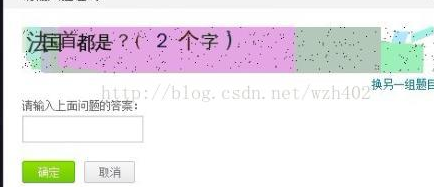 法国首都是?( 2 个字 )
换另一组题目
http://blog.csdn.net/wzh402
请输入上面问题的答案:
确定 取消